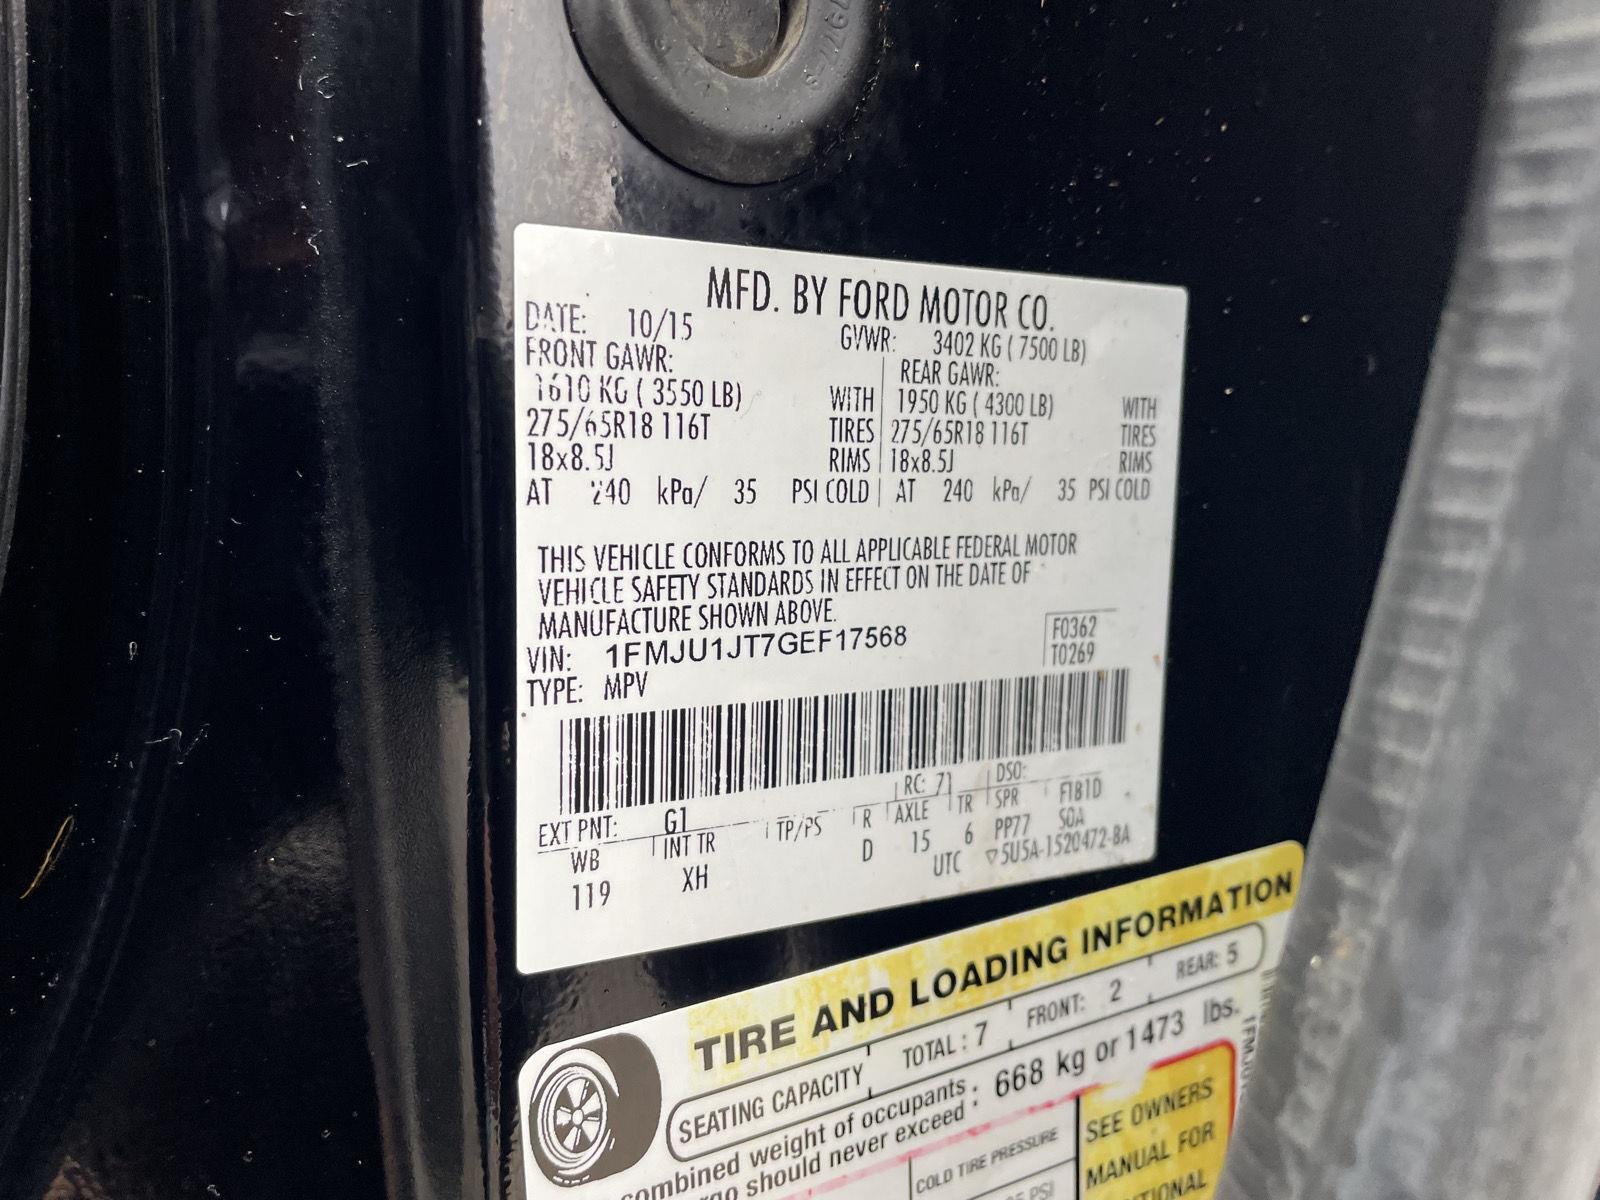 MFD. BY FORD MOTOR CO.
DATE: 10/15 GVWR: 3402 KG ( 7500 LB)
FRONT GAWR: REAR GAWR:
1610 KG ( 3550 LB) WITH 1950 KG ( 4300 LB) WITH
275/65R18 116T TIRES 275/65R18 116T TIRES
18x8.5J RIMS 18x8.5J RIMS
AT 240 kPa/ 35 PSI COLD AT 240 kPa/ 35 PSI COLD
THIS VEHICLE CONFORMS TO ALL APPLICABLE FEDERAL MOTOR
VEHICLE SAFETY STANDARDS IN EFFECT ON THE DATE OF
MANUFACTURE SHOWN ABOVE.
VIN: 1FMJU1JT7GEF17568 F0362
TYPE: MPV T0269
EXT PNT: G1 RC: 71 DSO:
WB INT TR TP/PS R AXLE TR SPR F1B1D
119 XH D 15 6 PP77 SOA
UTC ▽5U5A-1520472-BA
TIRE AND LOADING INFORMATION
SEATING CAPACITY TOTAL: 7 FRONT: 2 REAR: 5
combined weight of occupants
should never exceed : 668 kg or 1473 lbs.
COLD TIRE PRESSURE
PSI
SEE OWNERS
MANUAL FOR